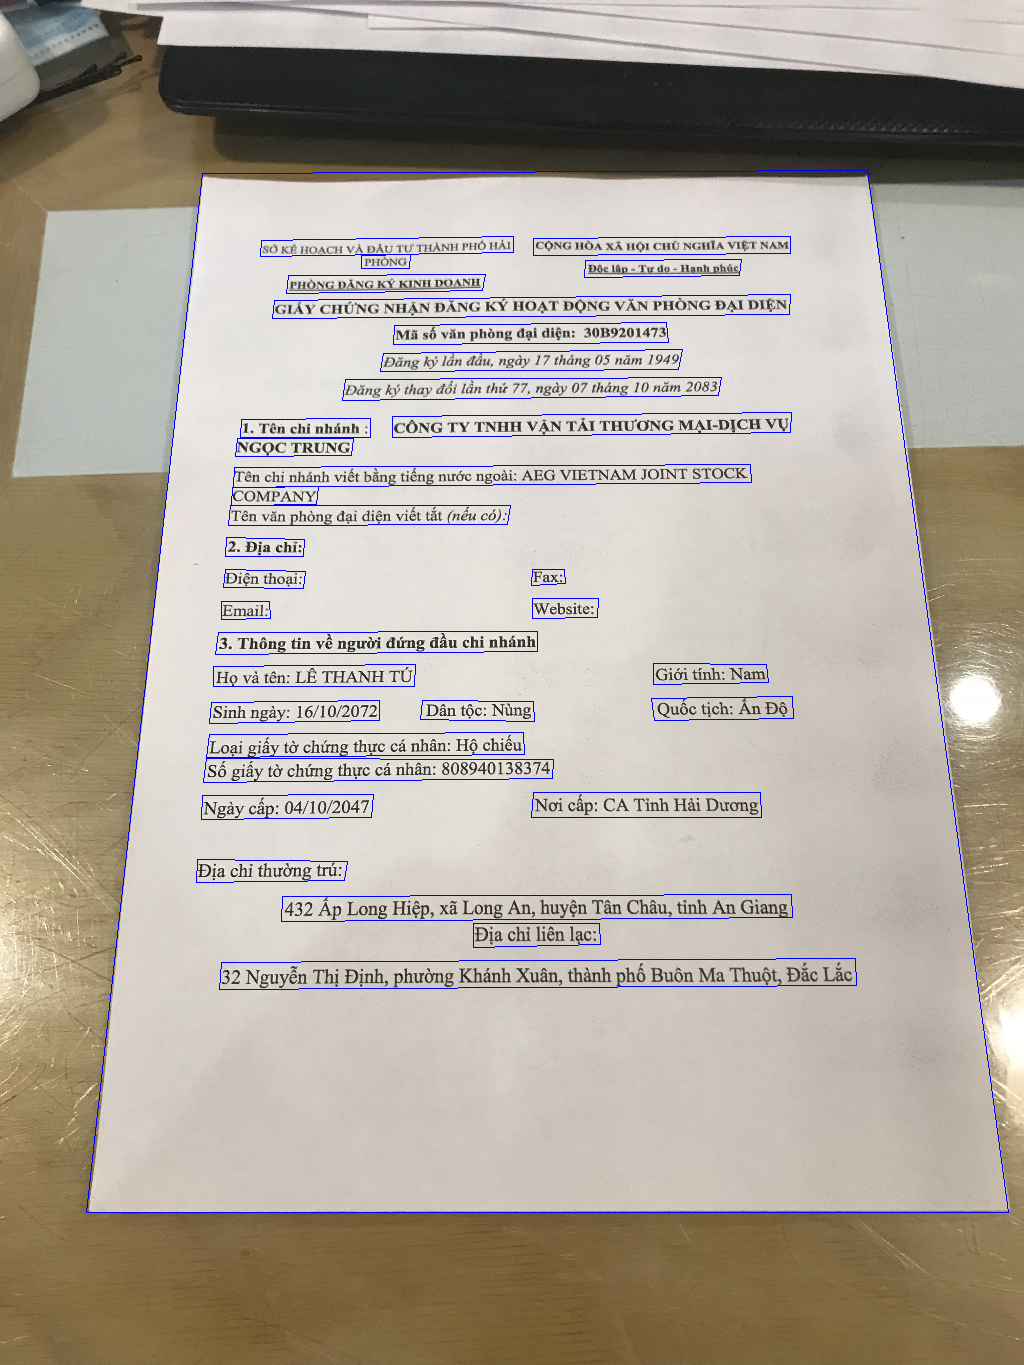 SỞ KẾ HOẠCH VÀ ĐẦU TƯ THÀNH PHỐ HẢI PHÒNG
CỘNG HÒA XÃ HỘI CHỦ NGHĨA VIỆT NAM
Độc lập - Tự do - Hạnh phúc
PHÒNG ĐĂNG KÝ KINH DOANH
GIẤY CHỨNG NHẬN ĐĂNG KÝ HOẠT ĐỘNG VĂN PHÒNG ĐẠI DIỆN
Mã số văn phòng đại diện: 30B9201473
Đăng ký lần đầu, ngày 17 tháng 05 năm 1949
Đăng ký thay đổi lần thứ 77, ngày 07 tháng 10 năm 2083
1. Tên chi nhánh : CÔNG TY TNHH VẬN TẢI THƯƠNG MẠI-DỊCH VỤ
NGỌC TRUNG
Tên chi nhánh viết bằng tiếng nước ngoài: AEG VIETNAM JOINT STOCK
COMPANY
Tên văn phòng đại diện viết tắt (nếu có):
2. Địa chỉ:
Điện thoại: Fax:
Email: Website:
3. Thông tin về người đứng đầu chi nhánh
Họ và tên: LÊ THANH TÚ Giới tính: Nam
Sinh ngày: 16/10/2072 Dân tộc: Nùng Quốc tịch: Ấn Độ
Loại giấy tờ chứng thực cá nhân: Hộ chiếu
Số giấy tờ chứng thực cá nhân: 808940138374
Ngày cấp: 04/10/2047 Nơi cấp: CA Tỉnh Hải Dương
Địa chỉ thường trú:
432 Ấp Long Hiệp, xã Long An, huyện Tân Châu, tỉnh An Giang
Địa chỉ liên lạc:
32 Nguyễn Thị Định, phường Khánh Xuân, thành phố Buôn Ma Thuột, Đắc Lắc